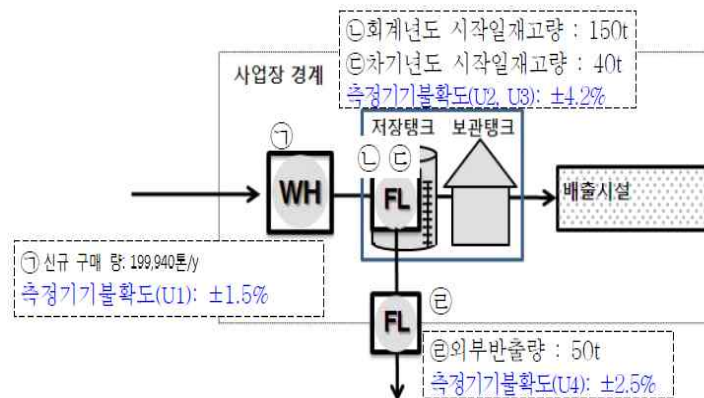 ㉡회계년도 시작일재고량 : 150t
㉢차기년도 시작일재고량 : 40t
측정기기불확도(U2, U3): ±4.2%
사업장 경계
㉠
저장탱크 보관탱크
㉡ ㉢
WH
FL
배출시설
㉠ 신규 구매 량: 199,940톤/y
측정기기불확도(U1): ±1.5%
FL
㉣
㉣외부반출량 : 50t
측정기기불확도(U4): ±2.5%